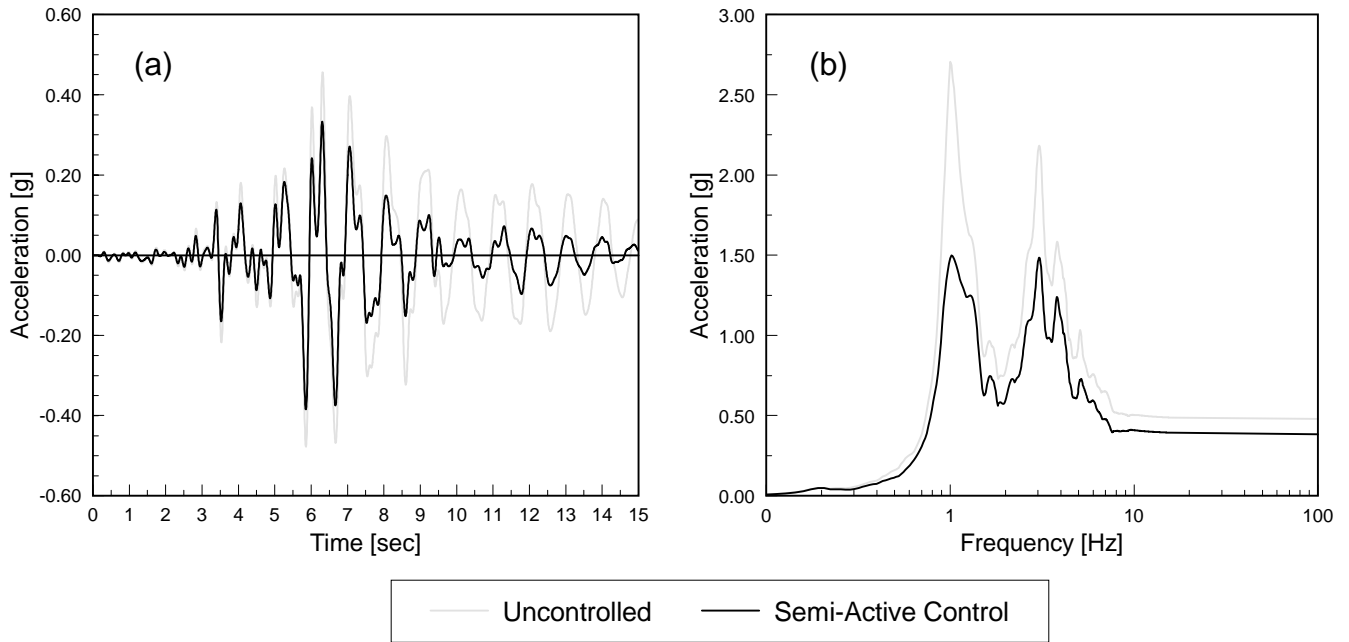 (a)
Acceleration [g]
0.60
0.40
0.20
0.00
-0.20
-0.40
-0.60
0 1 2 3 4 5 6 7 8 9 10 11 12 13 14 15
Time [sec]
(b)
Acceleration [g]
3.00
2.50
2.00
1.50
1.00
0.50
0.00
0 1 10 100
Frequency [Hz]
Uncontrolled Semi-Active Control